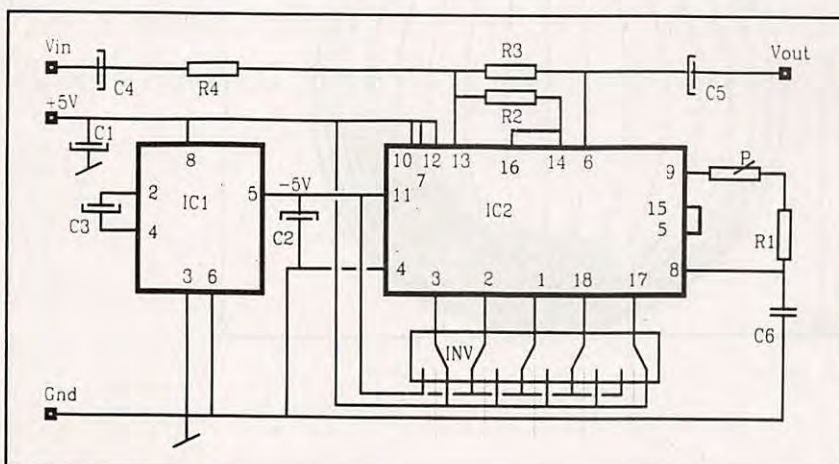 Vin
C4
R4
R3
R2
C5
Vout
+5V
C1
8
10
12
7
13
16
14
6
9
P
2
IC1
5
-5V
11
IC2
15
5
C3
4
C2
4
8
R1
3
6
3
2
1
18
17
C6
INV
Gnd